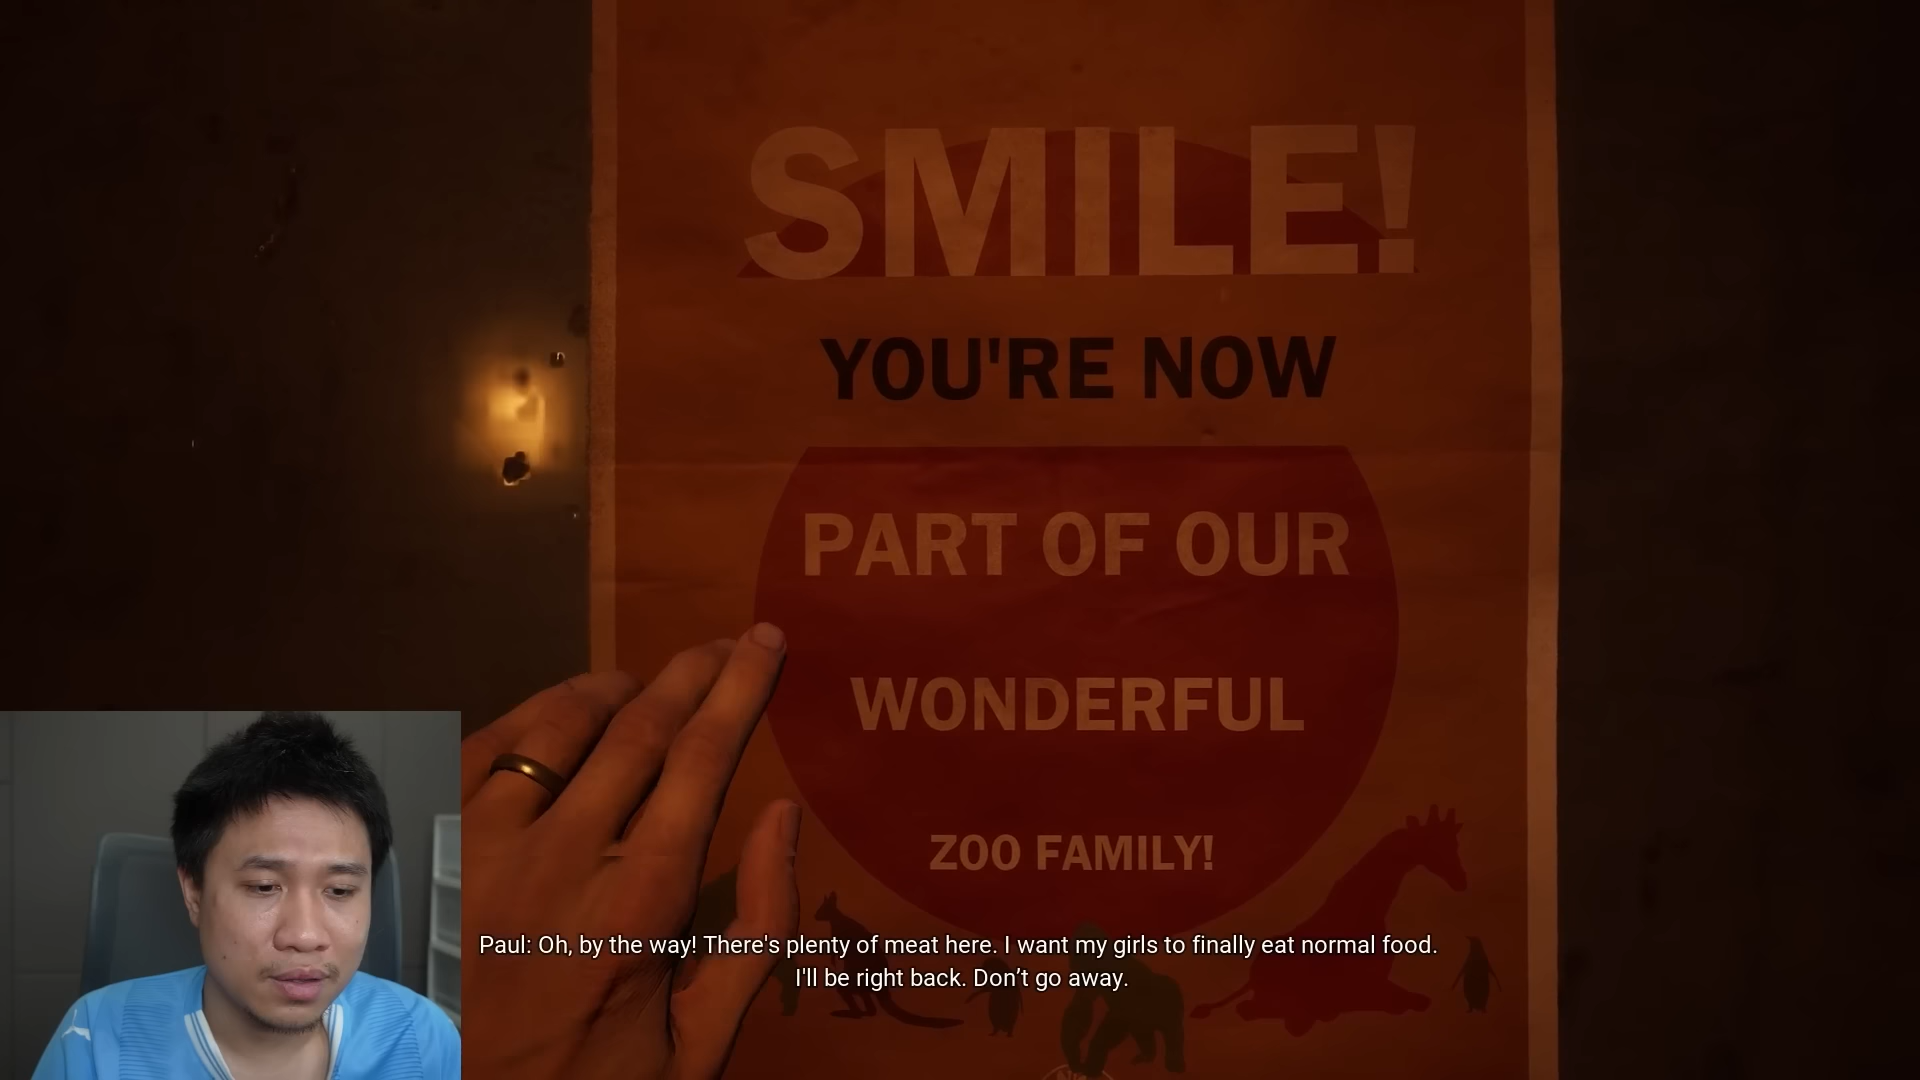 SMILE!
YOU'RE NOW
PART OF OUR
WONDERFUL
ZOO FAMILY!
Paul: Oh, by the way! There's plenty of meat here. I want my girls to finally eat normal food.
I'll be right back. Don’t go away.